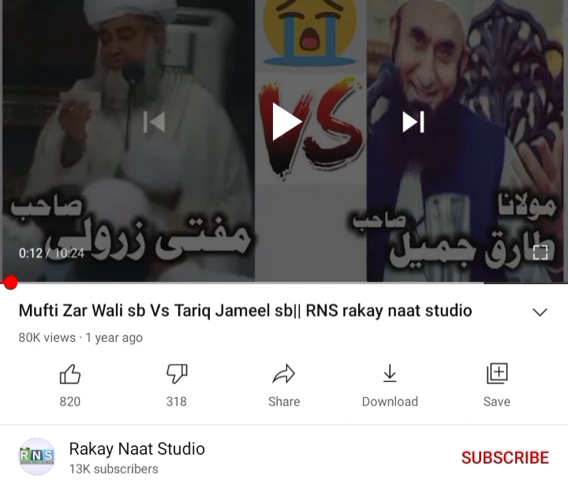 VS
صاحب
مفتی زرولی
مولانا
صاحب
طارق جمیل
0:12 / 10:24
Mufti Zar Wali sb Vs Tariq Jameel sb|| RNS rakay naat studio
80K views · 1 year ago
820
318
Share
Download
Save
RNS
Rakay Naat Studio
13K subscribers
SUBSCRIBE